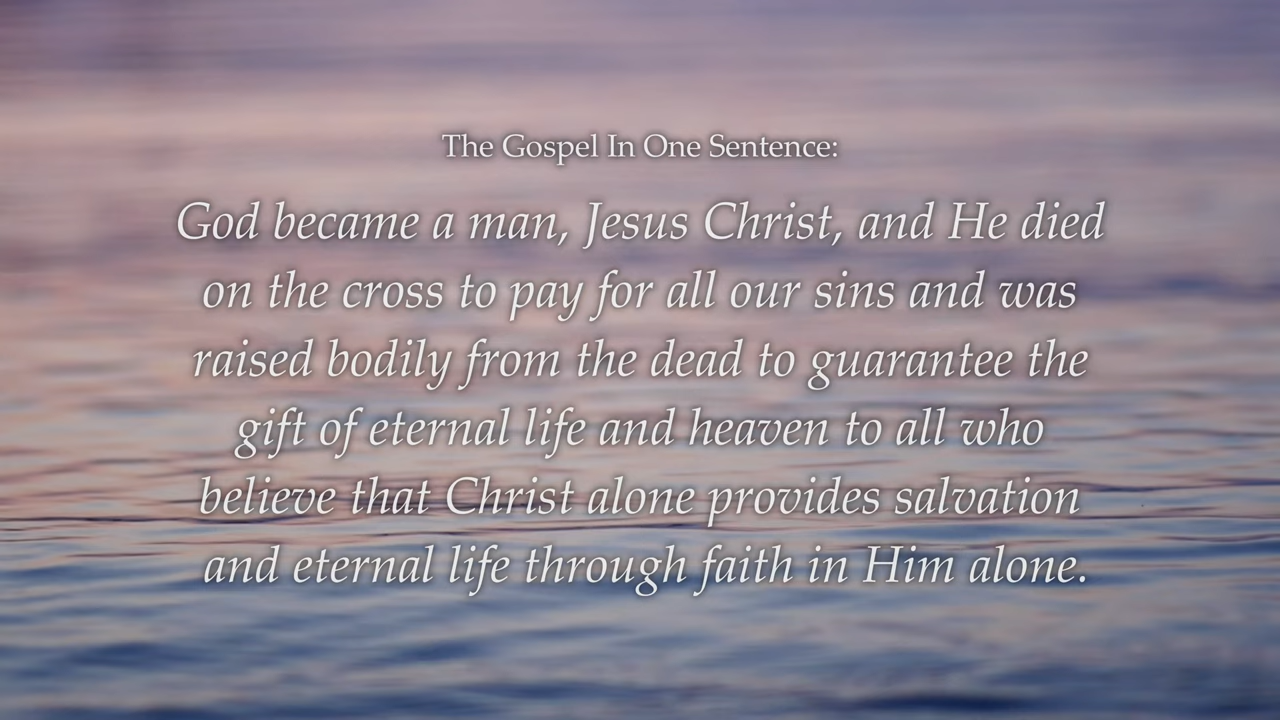 The Gospel In One Sentence:
God became a man, Jesus Christ, and He died
on the cross to pay for all our sins and was
raised bodily from the dead to guarantee the
gift of eternal life and heaven to all who
believe that Christ alone provides salvation
and eternal life through faith in Him alone.